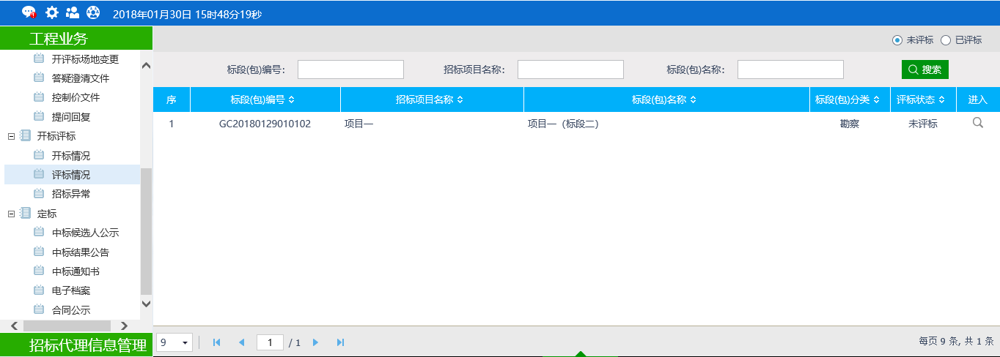 2018年01月30日 15时48分19秒
工程业务
开评标场地变更
答疑澄清文件
控制价文件
提问回复
开标评标
开标情况
评标情况
招标异常
定标
中标候选人公示
中标结果公告
中标通知书
电子档案
合同公示
招标代理信息管理
未评标 已评标
标段(包)编号： 招标项目名称： 标段(包)名称： 搜索
序 标段(包)编号 招标项目名称 标段(包)名称 标段(包)分类 评标状态 进入
1 GC20180129010102 项目一 项目一（标段二） 勘察 未评标
9 1 / 1 每页 9 条, 共 1 条